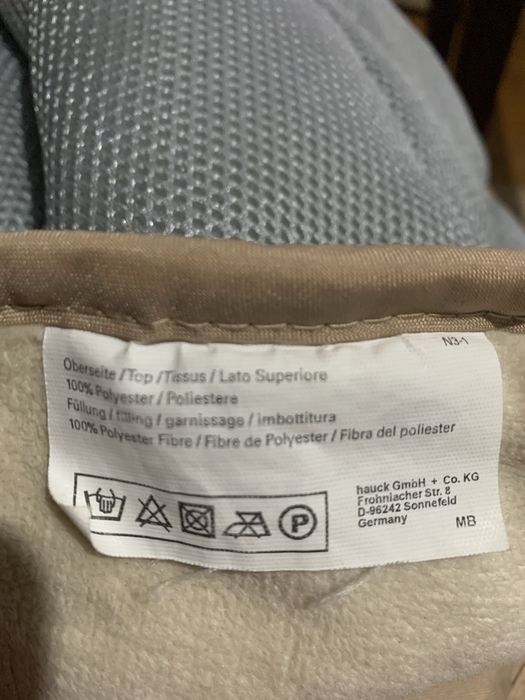 N3-1
Oberseite /Top /Tissus / Lato Superiore
100% Polyester / Poliestere
Füllung / filling / garnissage / imbottitura
100% Polyester Fibre / Fibre de Polyester / Fibra del poliester
P
hauck GmbH + Co. KG
Frohnlacher Str. 8
D-96242 Sonnefeld
Germany MB